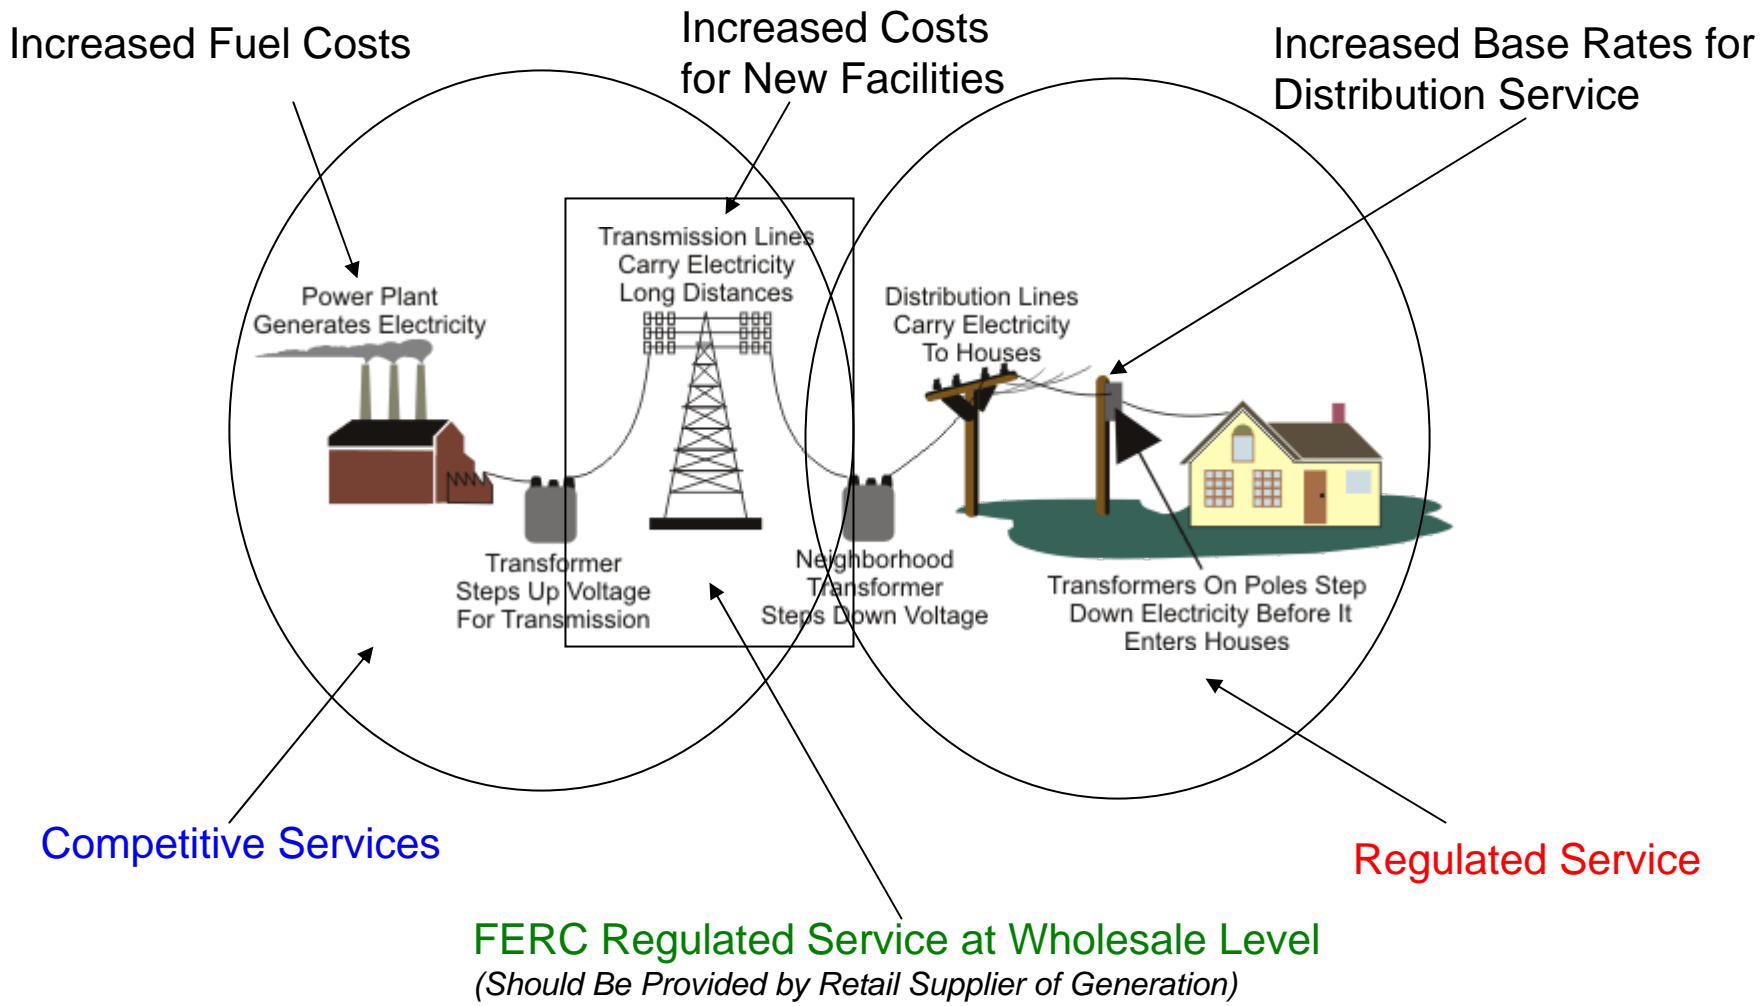 Increased Fuel Costs
Increased Costs
for New Facilities
Increased Base Rates for
Distribution Service
Power Plant
Generates Electricity
Transmission Lines
Carry Electricity
Long Distances
Distribution Lines
Carry Electricity
To Houses
Transformer
Steps Up Voltage
For Transmission
Neighborhood
Transformer
Steps Down Voltage
Transformers On Poles Step
Down Electricity Before It
Enters Houses
Competitive Services
Regulated Service
FERC Regulated Service at Wholesale Level
(Should Be Provided by Retail Supplier of Generation)